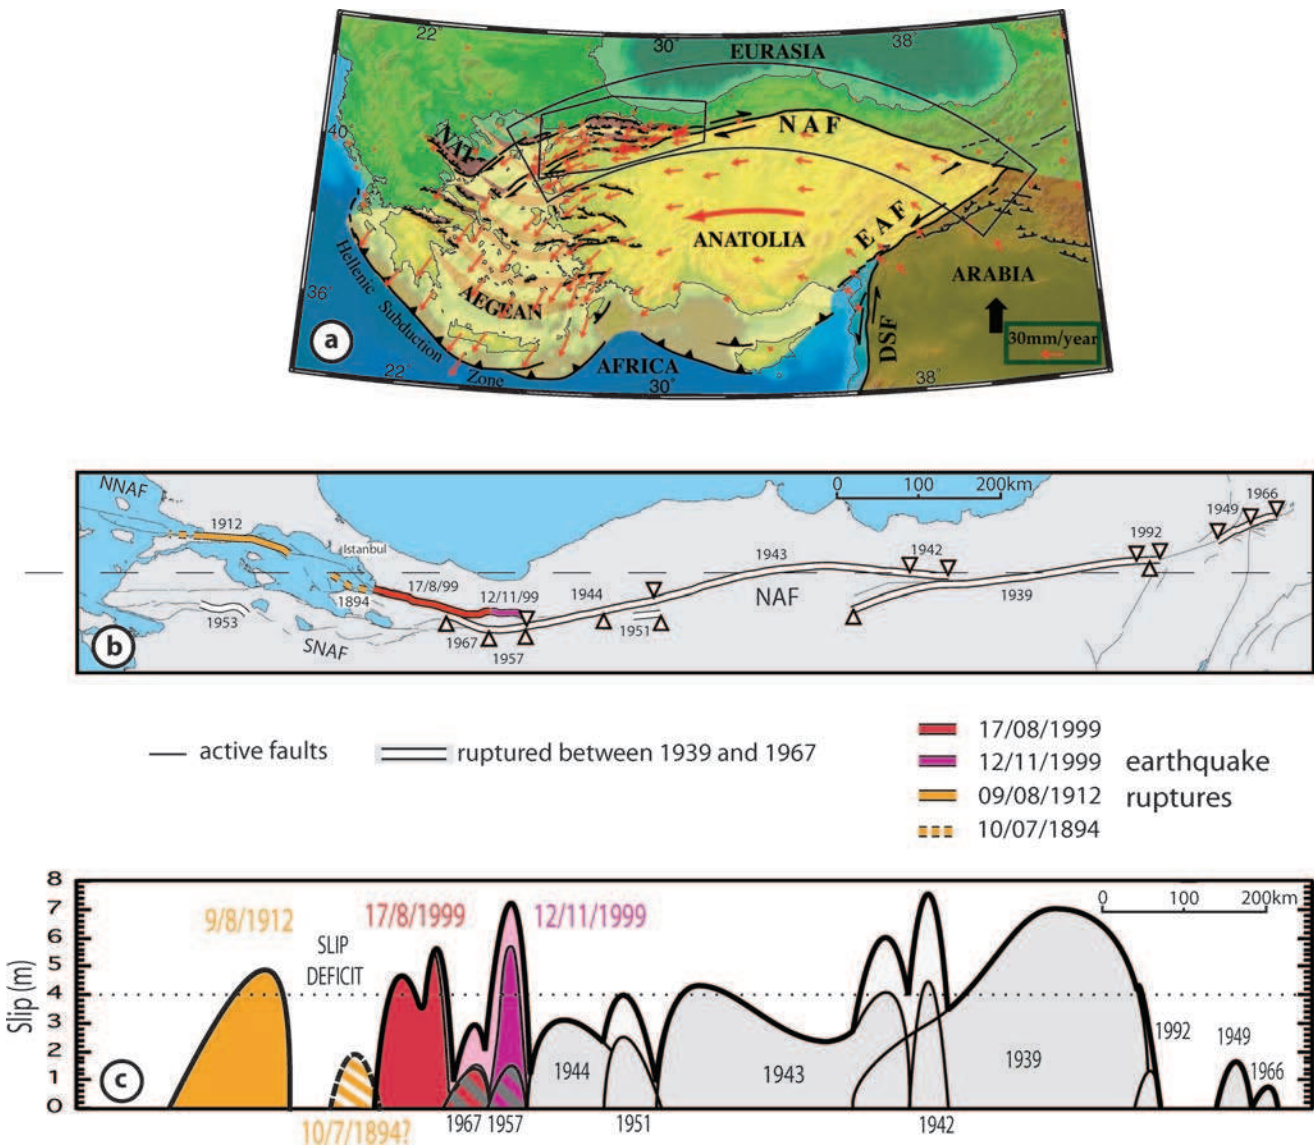 22°
30°
38°
EURASIA
40°
NAT
NAF
EAF
ANATOLIA
ARABIA
AEGEAN
36°
Hellenic Subduction Zone
DSF
30mm/year
a
22°
AFRICA
30°
38°
NNAF
0 100 200km
1966
1949
1912
Istanbul
1992
1943
1942
17/8/99
12/11/99
1944
NAF
1939
1894
1953
1951
SNAF
1967
1957
b
active faults
ruptured between 1939 and 1967
17/08/1999
12/11/1999
09/08/1912
10/07/1894
earthquake
ruptures
8
7
6
5
4
3
2
1
0
Slip (m)
0 100 200km
9/8/1912
17/8/1999
12/11/1999
SLIP
DEFICIT
1992
1949
1939
1944
1943
1966
c
10/7/1894?
1967
1957
1951
1942